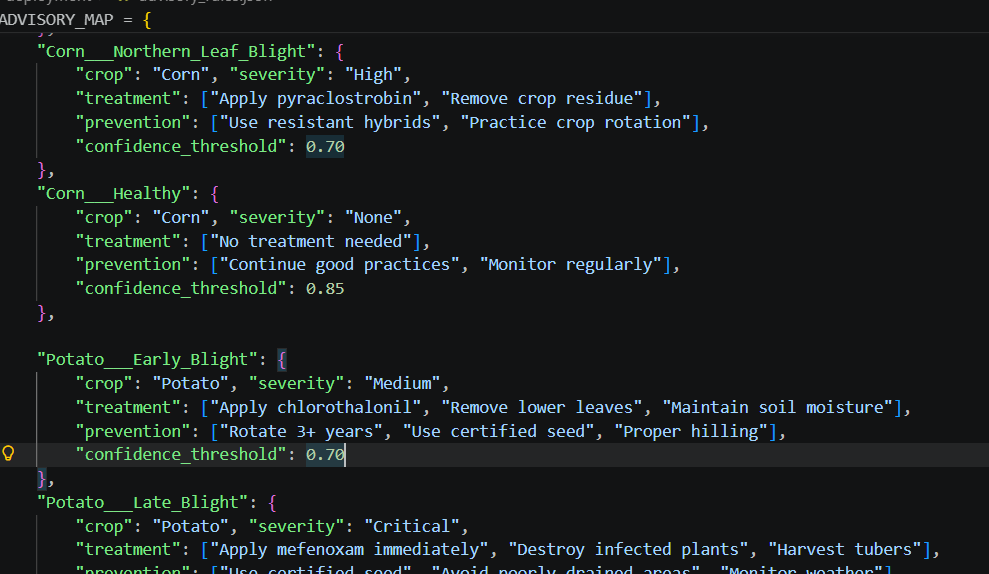 ADVISORY_MAP = {
"Corn___Northern_Leaf_Blight": {
"crop": "Corn", "severity": "High",
"treatment": ["Apply pyraclostrobin", "Remove crop residue"],
"prevention": ["Use resistant hybrids", "Practice crop rotation"],
"confidence_threshold": 0.70
},
"Corn___Healthy": {
"crop": "Corn", "severity": "None",
"treatment": ["No treatment needed"],
"prevention": ["Continue good practices", "Monitor regularly"],
"confidence_threshold": 0.85
},
"Potato___Early_Blight": {
"crop": "Potato", "severity": "Medium",
"treatment": ["Apply chlorothalonil", "Remove lower leaves", "Maintain soil moisture"],
"prevention": ["Rotate 3+ years", "Use certified seed", "Proper hilling"],
"confidence_threshold": 0.70
},
"Potato___Late_Blight": {
"crop": "Potato", "severity": "Critical",
"treatment": ["Apply mefenoxam immediately", "Destroy infected plants", "Harvest tubers"],
"prevention": ["Use certified seed", "Avoid poorly drained areas", "Monitor weather"]